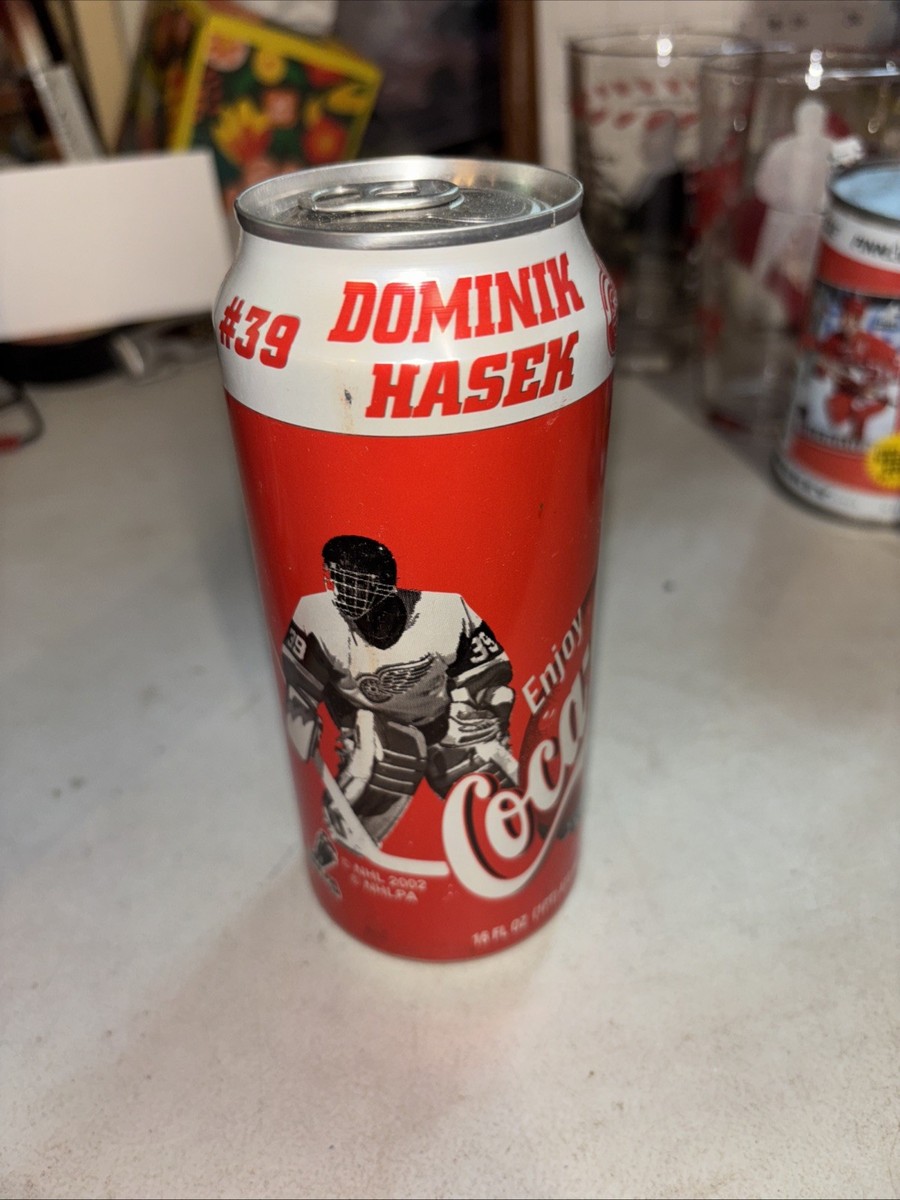 #39
DOMINIK
HASEK
39
39
Enjoy
Coca
© NHL 2002
© NHLPA
16 FL OZ